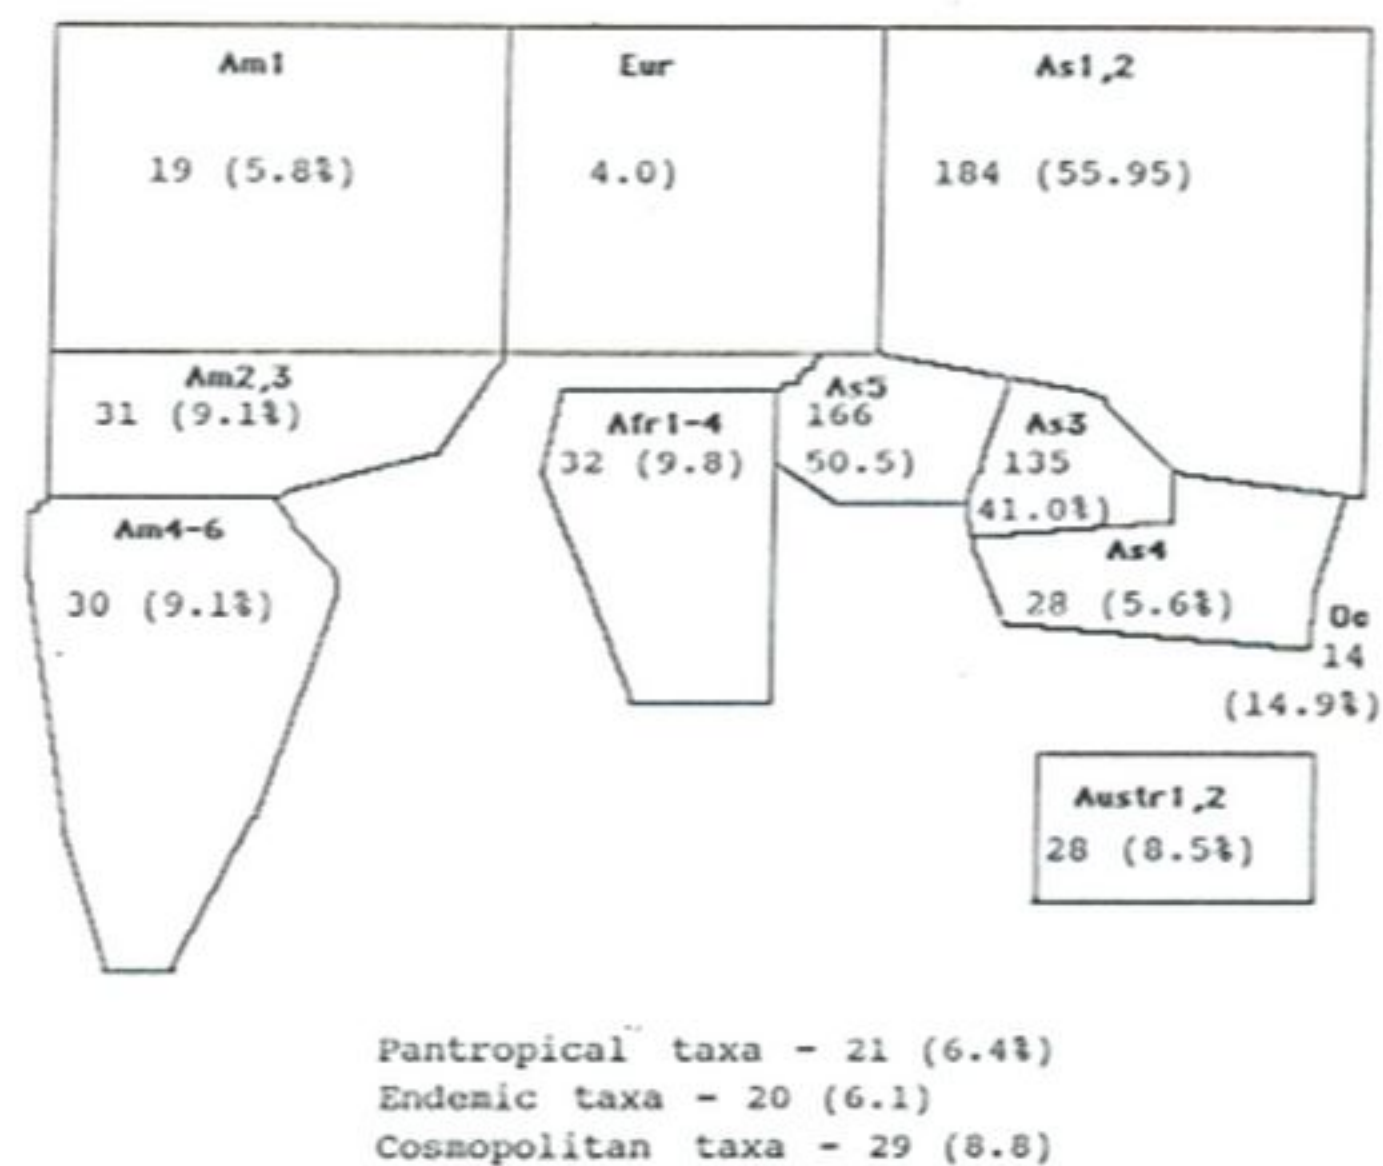 Am1
Eur
As1,2
19 (5.8%)
4.0)
184 (55.95)
Am2,3
31 (9.1%)
As5
166
50.5)
Afr1-4
32 (9.8)
As3
135
41.0%)
Am4-6
30 (9.1%)
As4
28 (5.6%)
Oc
14
(14.9%)
Austr1,2
28 (8.5%)
Pantropical taxa - 21 (6.4%)
Endemic taxa - 20 (6.1)
Cosmopolitan taxa - 29 (8.8)